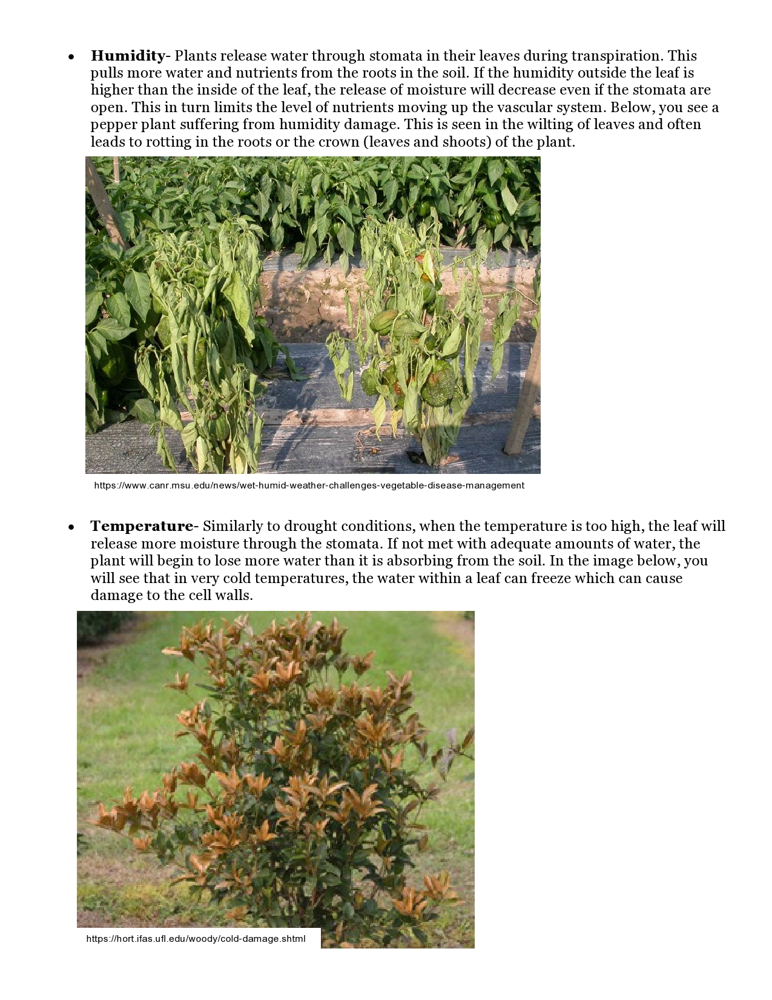 • Humidity- Plants release water through stomata in their leaves during transpiration. This
pulls more water and nutrients from the roots in the soil. If the humidity outside the leaf is
higher than the inside of the leaf, the release of moisture will decrease even if the stomata are
open. This in turn limits the level of nutrients moving up the vascular system. Below, you see a
pepper plant suffering from humidity damage. This is seen in the wilting of leaves and often
leads to rotting in the roots or the crown (leaves and shoots) of the plant.
https://www.canr.msu.edu/news/wet-humid-weather-challenges-vegetable-disease-management
• Temperature- Similarly to drought conditions, when the temperature is too high, the leaf will
release more moisture through the stomata. If not met with adequate amounts of water, the
plant will begin to lose more water than it is absorbing from the soil. In the image below, you
will see that in very cold temperatures, the water within a leaf can freeze which can cause
damage to the cell walls.
https://hort.ifas.ufl.edu/woody/cold-damage.shtml